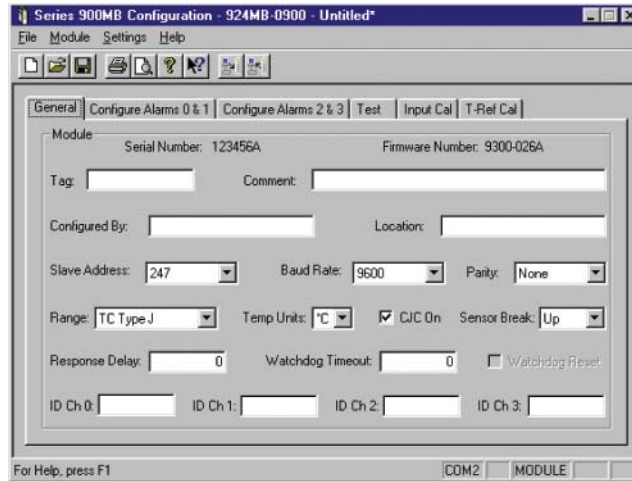 Series 900MB Configuration - 924MB-0900 - Untitled*
File Module Settings Help
General Configure Alarms 0 & 1 Configure Alarms 2 & 3 Test Input Cal T-Ref Cal
Module
Serial Number: 123456A Firmware Number: 9300-026A
Tag: Comment:
Configured By: Location:
Slave Address: 247 Baud Rate: 9600 Parity: None
Range: TC Type J Temp Units: °C CJC On Sensor Break: Up
Response Delay: 0 Watchdog Timeout: 0 Watchdog Reset
ID Ch 0: ID Ch 1: ID Ch 2: ID Ch 3:
For Help, press F1 COM2 MODULE